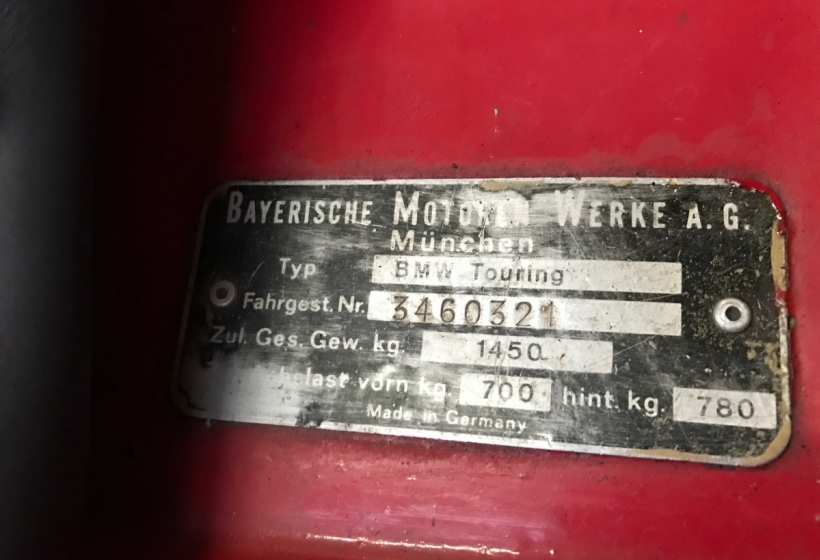 BAYERISCHE MOTOREN WERKE A.G.
München
Typ BMW Touring
Fahrgest. Nr. 3460321
Zul. Ges. Gew. kg. 1450
vorn kg. 700 hint. kg. 780
Made in Germany